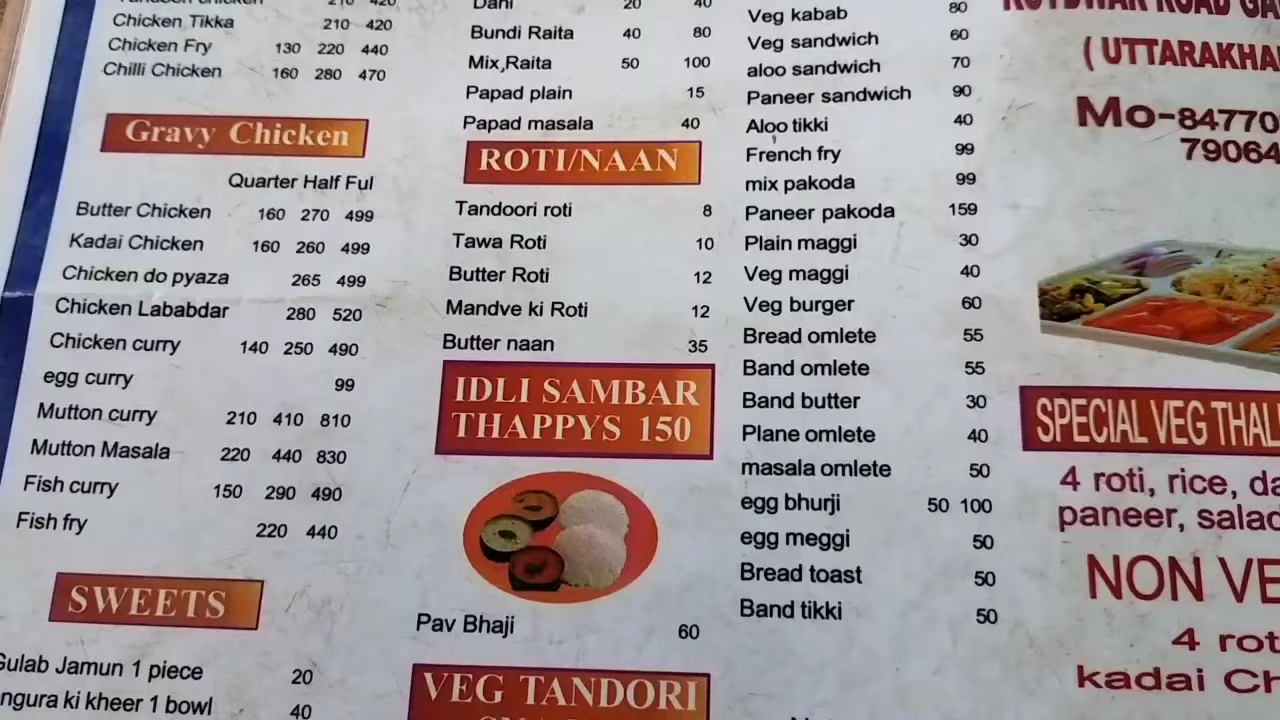 Chicken Tikka 210 420
Chicken Fry 130 220 440
Chilli Chicken 160 280 470
Gravy Chicken
Quarter Half Ful
Butter Chicken 160 270 499
Kadai Chicken 160 260 499
Chicken do pyaza 265 499
Chicken Lababdar 280 520
Chicken curry 140 250 490
egg curry 99
Mutton curry 210 410 810
Mutton Masala 220 440 830
Fish curry 150 290 490
Fish fry 220 440
SWEETS
Gulab Jamun 1 piece 20
ngura ki kheer 1 bowl 40
Dahi 20 40
Bundi Raita 40 80
Mix,Raita 50 100
Papad plain 15
Papad masala 40
ROTI/NAAN
Tandoori roti 8
Tawa Roti 10
Butter Roti 12
Mandve ki Roti 12
Butter naan 35
IDLI SAMBAR
THAPPYS 150
Pav Bhaji 60
VEG TANDORI
Veg kabab 80
Veg sandwich 60
aloo sandwich 70
Paneer sandwich 90
Aloo tikki 40
French fry 99
mix pakoda 99
Paneer pakoda 159
Plain maggi 30
Veg maggi 40
Veg burger 60
Bread omlete 55
Band omlete 55
Band butter 30
Plane omlete 40
masala omlete 50
egg bhurji 50 100
egg meggi 50
Bread toast 50
Band tikki 50
ROAD
( UTTARAKHA
Mo-84770
79064
SPECIAL VEG THAL
4 roti, rice, da
paneer, salad
NON VE
4 rot
kadai Ch